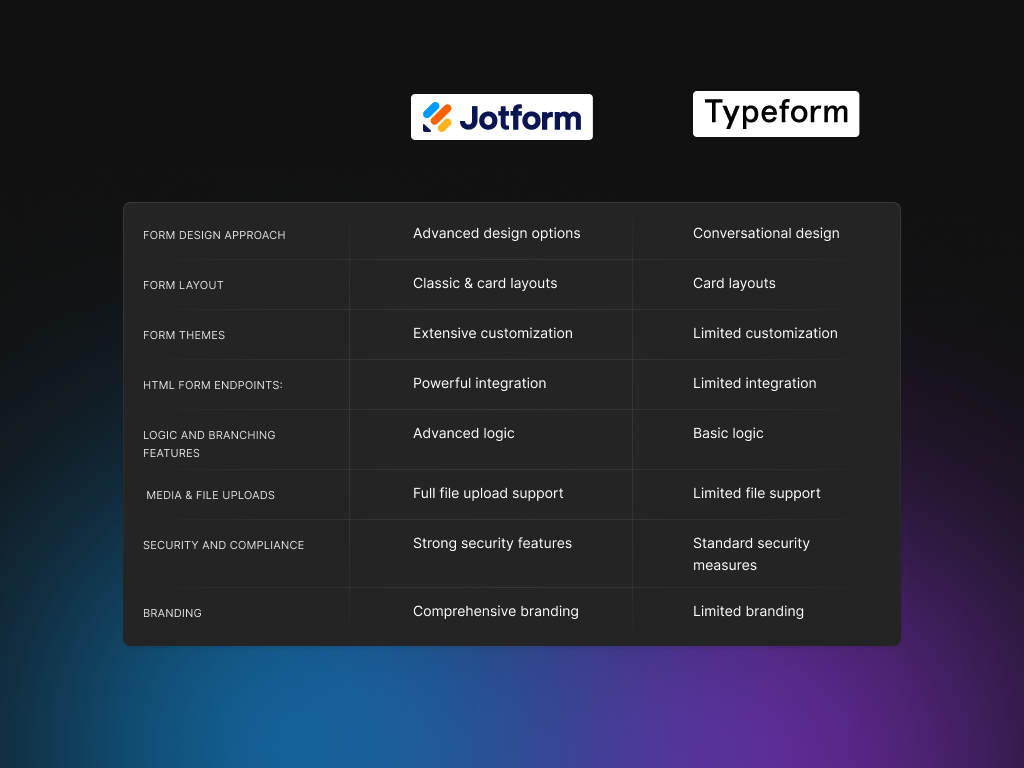 Jotform
Typeform
FORM DESIGN APPROACH Advanced design options Conversational design
FORM LAYOUT Classic & card layouts Card layouts
FORM THEMES Extensive customization Limited customization
HTML FORM ENDPOINTS: Powerful integration Limited integration
LOGIC AND BRANCHING Advanced logic Basic logic
FEATURES
MEDIA & FILE UPLOADS Full file upload support Limited file support
SECURITY AND COMPLIANCE Strong security features Standard security
measures
BRANDING Comprehensive branding Limited branding